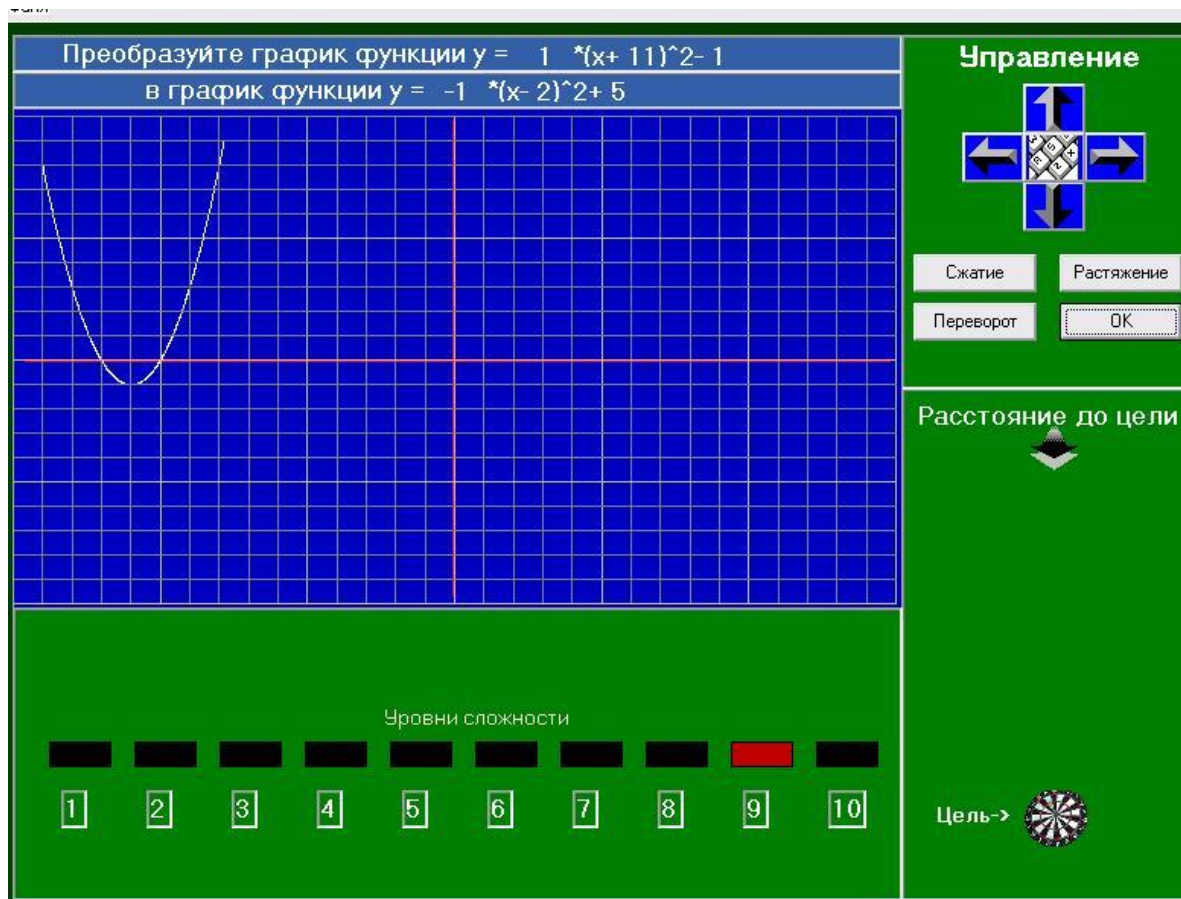 Преобразуйте график функции y = 1 *(x+ 11)^2- 1
в график функции y = -1 *(x- 2)^2+ 5
Управление
Сжатие
Растяжение
Переворот
OK
Расстояние до цели
Уровни сложности
1 2 3 4 5 6 7 8 9 10
Цель->